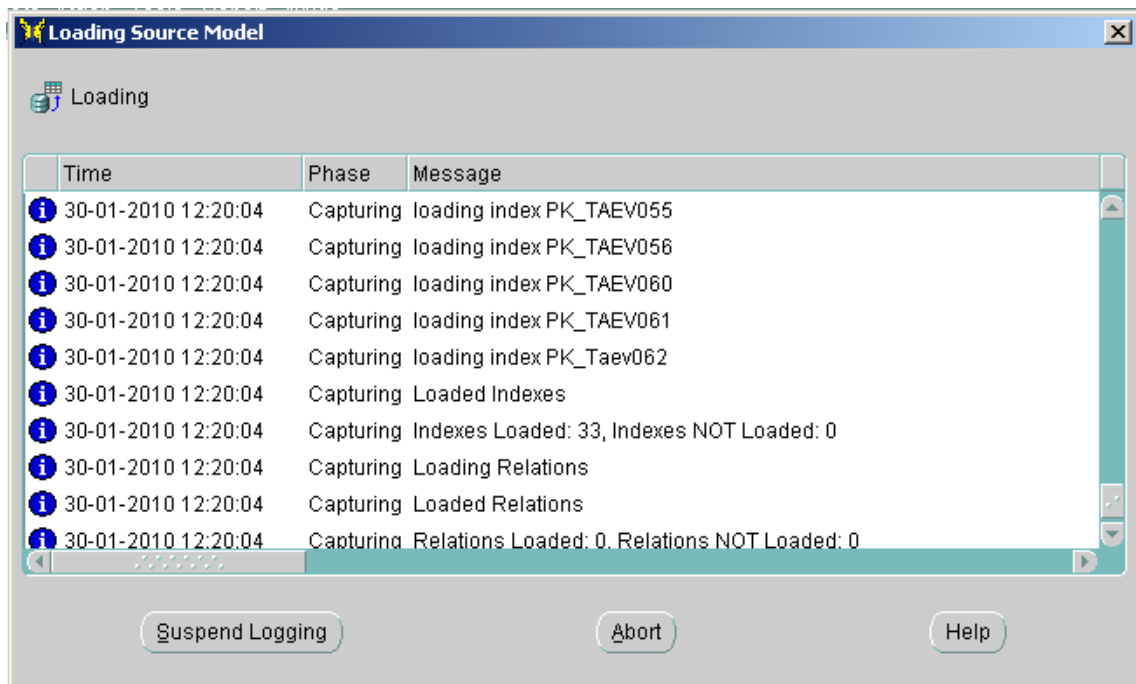 Loading Source Model
Loading
Time Phase Message
30-01-2010 12:20:04 Capturing loading index PK_TAEV055
30-01-2010 12:20:04 Capturing loading index PK_TAEV056
30-01-2010 12:20:04 Capturing loading index PK_TAEV060
30-01-2010 12:20:04 Capturing loading index PK_TAEV061
30-01-2010 12:20:04 Capturing loading index PK_Taev062
30-01-2010 12:20:04 Capturing Loaded Indexes
30-01-2010 12:20:04 Capturing Indexes Loaded: 33, Indexes NOT Loaded: 0
30-01-2010 12:20:04 Capturing Loading Relations
30-01-2010 12:20:04 Capturing Loaded Relations
30-01-2010 12:20:04 Capturing Relations Loaded: 0, Relations NOT Loaded: 0
Suspend Logging Abort Help